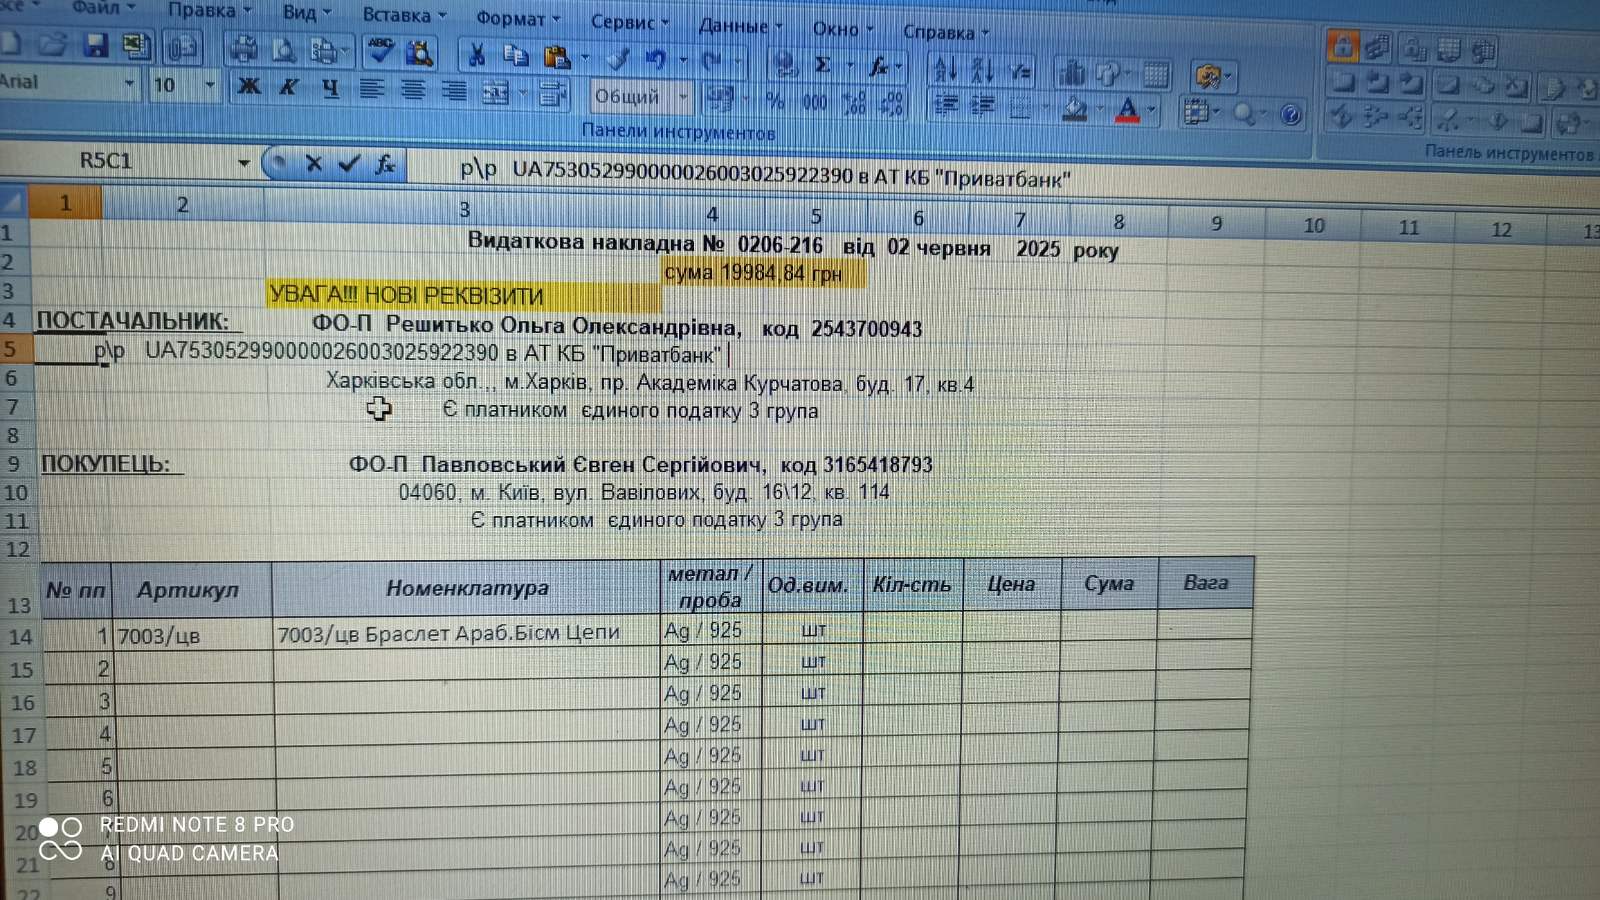 Файл Правка Вид Вставка Формат Сервис Данные Окно Справка
Arial 10 Ж К Ч Общий % 000
Панели инструментов Панель инструментов
R5C1 fx р\р UA753052990000026003025922390 в АТ КБ "Приватбанк"
1 2 3 4 5 6 7 8 9 10 11 12 13
1 Видаткова накладна № 0206-216 від 02 червня 2025 року
2 сума 19984,84 грн
3 УВАГА!!! НОВІ РЕКВІЗИТИ
4 ПОСТАЧАЛЬНИК: ФО-П Решитько Ольга Олександрівна, код 2543700943
5 р\р UA753052990000026003025922390 в АТ КБ "Приватбанк"
6 Харківська обл.,, м.Харків, пр. Академіка Курчатова, буд. 17, кв.4
7 Є платником єдиного податку 3 група
8
9 ПОКУПЕЦЬ: ФО-П Павловський Євген Сергійович, код 3165418793
10 04060, м. Київ, вул. Вавілових, буд. 16\12, кв. 114
11 Є платником єдиного податку 3 група
12
13 № пп Артикул Номенклатура метал / проба Од.вим. Кіл-сть Цена Сума Вага
14 1 7003/цв 7003/цв Браслет Араб.Бісм Цепи Ag / 925 шт
15 2 Ag / 925 шт
16 3 Ag / 925 шт
17 4 Ag / 925 шт
18 5 Ag / 925 шт
19 6 Ag / 925 шт
20 Ag / 925 шт
21 8 Ag / 925 шт
22 9 Ag / 925 шт
REDMI NOTE 8 PRO
AI QUAD CAMERA